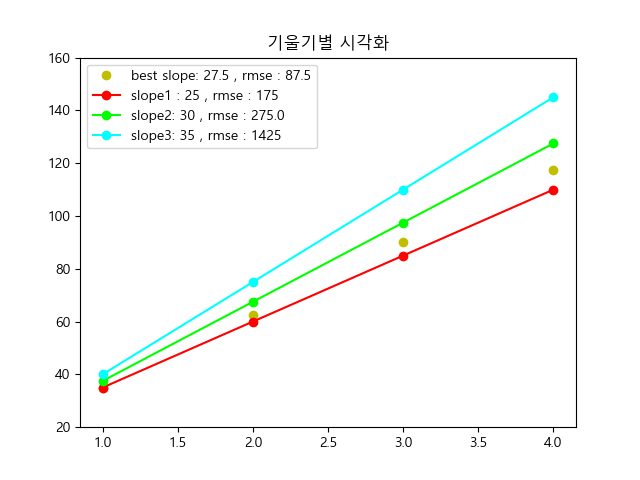 기울기별 시각화
best slope: 27.5 , rmse : 87.5
slope1 : 25 , rmse : 175
slope2: 30 , rmse : 275.0
slope3: 35 , rmse : 1425
160
140
120
100
80
60
40
20
1.0 1.5 2.0 2.5 3.0 3.5 4.0